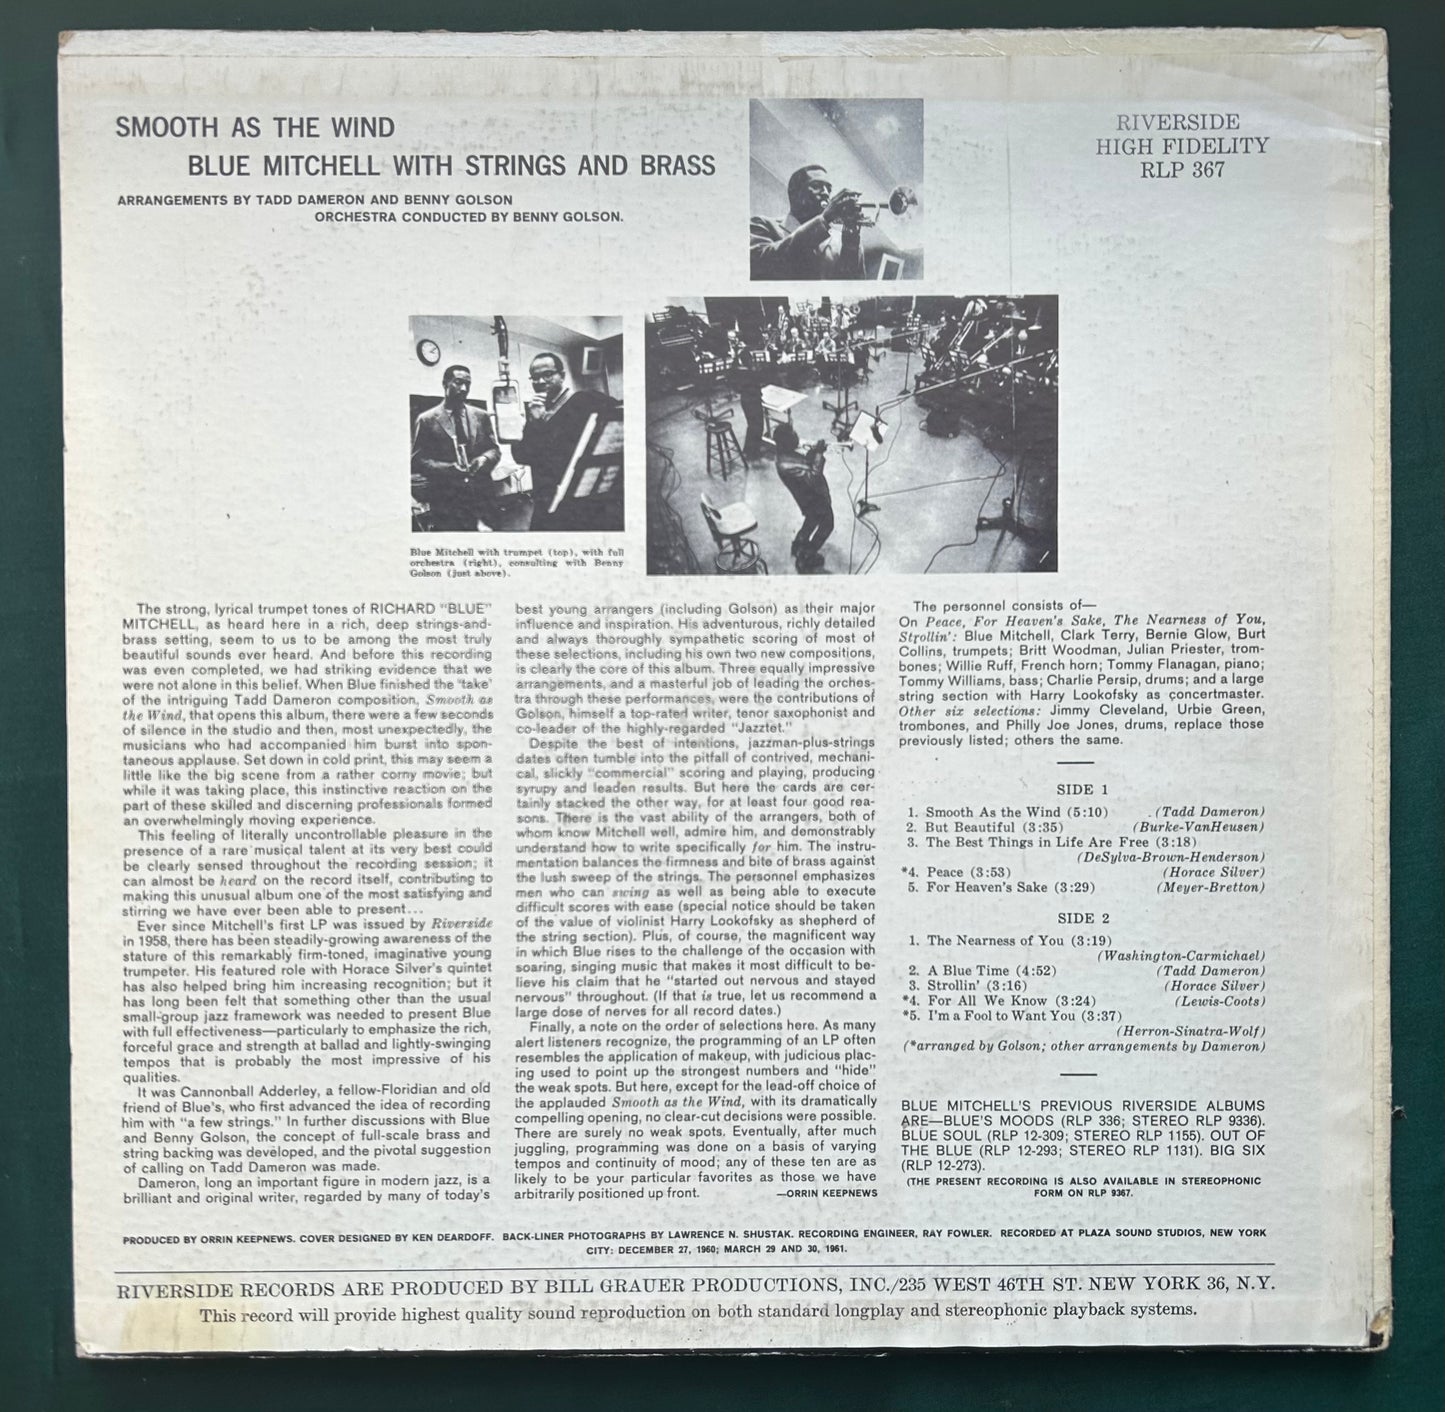 SMOOTH AS THE WIND
BLUE MITCHELL WITH STRINGS AND BRASS
ARRANGEMENTS BY TADD DAMERON AND BENNY GOLSON
ORCHESTRA CONDUCTED BY BENNY GOLSON.
RIVERSIDE
HIGH FIDELITY
RLP 367
Blue Mitchell with trumpet (top), with full
orchestra (right), consulting with Benny
Golson (just above).
The strong, lyrical trumpet tones of RICHARD "BLUE"
MITCHELL, as heard here in a rich, deep strings-and-
brass setting, seem to us to be among the most truly
beautiful sounds ever heard. And before this recording
was even completed, we had striking evidence that we
were not alone in this belief. When Blue finished the 'take'
of the intriguing Tadd Dameron composition, Smooth as
the Wind, that opens this album, there were a few seconds
of silence in the studio and then, most unexpectedly, the
musicians who had accompanied him burst into spon-
taneous applause. Set down in cold print, this may seem a
little like the big scene from a rather corny movie; but
while it was taking place, this instinctive reaction on the
part of these skilled and discerning professionals formed
an overwhelmingly moving experience.
This feeling of literally uncontrollable pleasure in the
presence of a rare musical talent at its very best could
be clearly sensed throughout the recording session; it
can almost be heard on the record itself, contributing to
making this unusual album one of the most satisfying and
stirring we have ever been able to present...
Ever since Mitchell's first LP was issued by Riverside
in 1958, there has been steadily-growing awareness of the
stature of this remarkably firm-toned, imaginative young
trumpeter. His featured role with Horace Silver's quintet
has also helped bring him increasing recognition; but it
has long been felt that something other than the usual
small-group jazz framework was needed to present Blue
with full effectiveness—particularly to emphasize the rich,
forceful grace and strength at ballad and lightly-swinging
tempos that is probably the most impressive of his
qualities.
It was Cannonball Adderley, a fellow-Floridian and old
friend of Blue's, who first advanced the idea of recording
him with "a few strings." In further discussions with Blue
and Benny Golson, the concept of full-scale brass and
string backing was developed, and the pivotal suggestion
of calling on Tadd Dameron was made.
Dameron, long an important figure in modern jazz, is a
brilliant and original writer, regarded by many of today's
best young arrangers (including Golson) as their major
influence and inspiration. His adventurous, richly detailed
and always thoroughly sympathetic scoring of most of
these selections, including his own two new compositions,
is clearly the core of this album. Three equally impressive
arrangements, and a masterful job of leading the orches-
tra through these performances, were the contributions of
Golson, himself a top-rated writer, tenor saxophonist and
co-leader of the highly-regarded "Jazztet."
Despite the best of intentions, jazzman-plus-strings
dates often tumble into the pitfall of contrived, mechani-
cal, slickly "commercial" scoring and playing, producing
syrupy and leaden results. But here the cards are cer-
tainly stacked the other way, for at least four good rea-
sons. There is the vast ability of the arrangers, both of
whom know Mitchell well, admire him, and demonstrably
understand how to write specifically for him. The instru-
mentation balances the firmness and bite of brass against
the lush sweep of the strings. The personnel emphasizes
men who can swing as well as being able to execute
difficult scores with ease (special notice should be taken
of the value of violinist Harry Lookofsky as shepherd of
the string section). Plus, of course, the magnificent way
in which Blue rises to the challenge of the occasion with
soaring, singing music that makes it most difficult to be-
lieve his claim that he "started out nervous and stayed
nervous" throughout. (If that is true, let us recommend a
large dose of nerves for all record dates.)
Finally, a note on the order of selections here. As many
alert listeners recognize, the programming of an LP often
resembles the application of makeup, with judicious plac-
ing used to point up the strongest numbers and "hide"
the weak spots. But here, except for the lead-off choice of
the applauded Smooth as the Wind, with its dramatically
compelling opening, no clear-cut decisions were possible.
There are surely no weak spots. Eventually, after much
juggling, programming was done on a basis of varying
tempos and continuity of mood; any of these ten are as
likely to be your particular favorites as those we have
arbitrarily positioned up front. —ORRIN KEEPNEWS
The personnel consists of—
On Peace, For Heaven's Sake, The Nearness of You,
Strollin': Blue Mitchell, Clark Terry, Bernie Glow, Burt
Collins, trumpets; Britt Woodman, Julian Priester, trom-
bones; Willie Ruff, French horn; Tommy Flanagan, piano;
Tommy Williams, bass; Charlie Persip, drums; and a large
string section with Harry Lookofsky as concertmaster.
Other six selections: Jimmy Cleveland, Urbie Green,
trombones, and Philly Joe Jones, drums, replace those
previously listed; others the same.
SIDE 1
1. Smooth As the Wind (5:10) (Tadd Dameron)
2. But Beautiful (3:35) (Burke-VanHeusen)
3. The Best Things in Life Are Free (3:18)
(DeSylva-Brown-Henderson)
*4. Peace (3:53) (Horace Silver)
5. For Heaven's Sake (3:29) (Meyer-Bretton)
SIDE 2
1. The Nearness of You (3:19)
(Washington-Carmichael)
2. A Blue Time (4:52) (Tadd Dameron)
3. Strollin' (3:16) (Horace Silver)
*4. For All We Know (3:24) (Lewis-Coots)
*5. I'm a Fool to Want You (3:37)
(Herron-Sinatra-Wolf)
(*arranged by Golson; other arrangements by Dameron)
BLUE MITCHELL'S PREVIOUS RIVERSIDE ALBUMS
ARE—BLUE'S MOODS (RLP 336; STEREO RLP 9336).
BLUE SOUL (RLP 12-309; STEREO RLP 1155). OUT OF
THE BLUE (RLP 12-293; STEREO RLP 1131). BIG SIX
(RLP 12-273).
(THE PRESENT RECORDING IS ALSO AVAILABLE IN STEREOPHONIC
FORM ON RLP 9367.
PRODUCED BY ORRIN KEEPNEWS. COVER DESIGNED BY KEN DEARDOFF. BACK-LINER PHOTOGRAPHS BY LAWRENCE N. SHUSTAK. RECORDING ENGINEER, RAY FOWLER. RECORDED AT PLAZA SOUND STUDIOS, NEW YORK
CITY: DECEMBER 27, 1960; MARCH 29 AND 30, 1961.
RIVERSIDE RECORDS ARE PRODUCED BY BILL GRAUER PRODUCTIONS, INC./235 WEST 46TH ST. NEW YORK 36, N.Y.
This record will provide highest quality sound reproduction on both standard longplay and stereophonic playback systems.